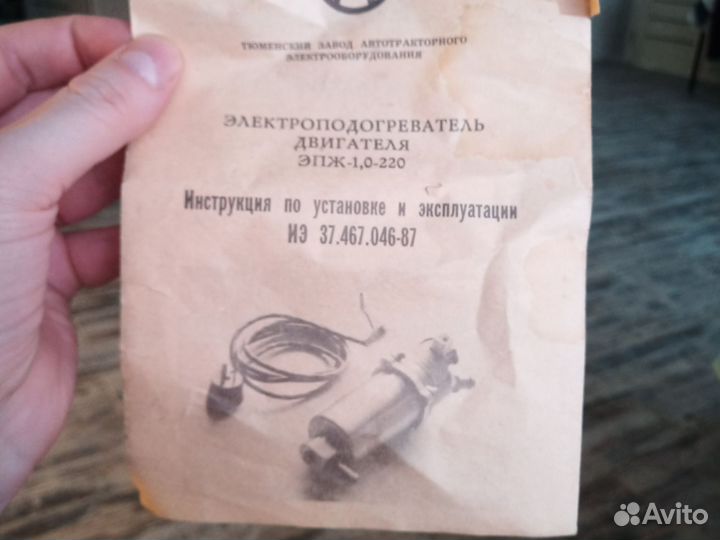 ТЮМЕНСКИЙ ЗАВОД АВТОТРАКТОРНОГО
ЭЛЕКТРООБОРУДОВАНИЯ
ЭЛЕКТРОПОДОГРЕВАТЕЛЬ
ДВИГАТЕЛЯ
ЭПЖ-1,0-220
Инструкция по установке и эксплуатации
ИЭ 37.467.046-87
Avito